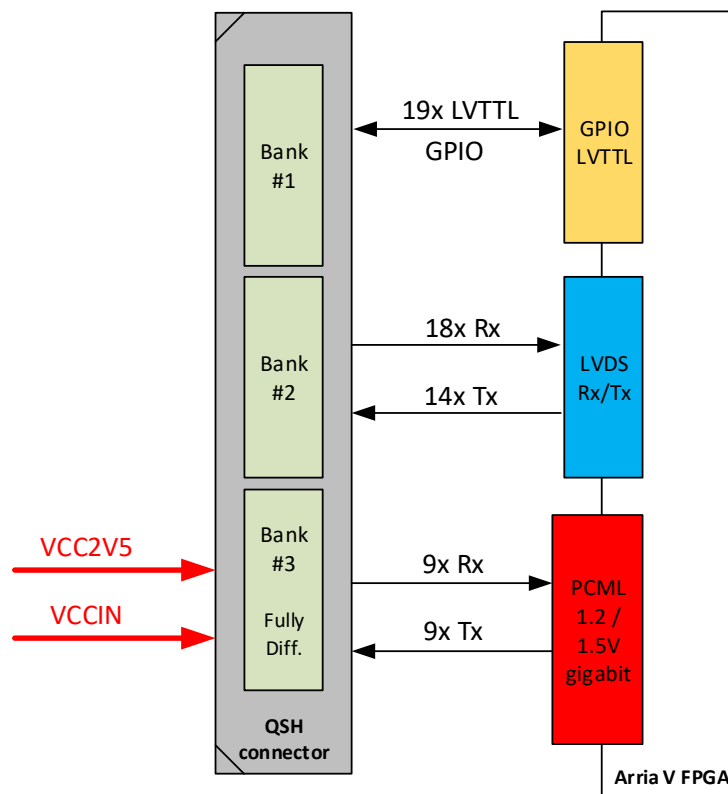 19x LVTTL
GPIO
Bank
#1
GPIO
LVTTL
18x Rx
Bank
#2
14x Tx
LVDS
Rx/Tx
VCC2V5
VCCIN
Bank
#3
Fully
Diff.
9x Rx
9x Tx
PCML
1.2 /
1.5V
gigabit
QSH
connector
Arria V FPGA